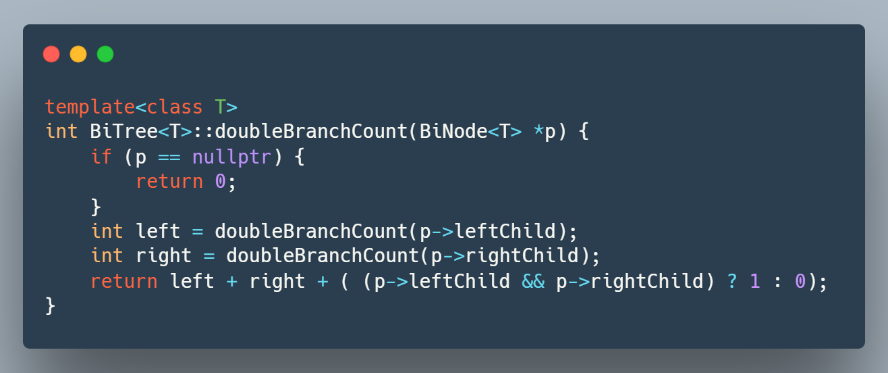 template<class T>
int BiTree<T>::doubleBranchCount(BiNode<T> *p) {
    if (p == nullptr) {
        return 0;
    }
    int left = doubleBranchCount(p->leftChild);
    int right = doubleBranchCount(p->rightChild);
    return left + right + ( (p->leftChild && p->rightChild) ? 1 : 0);
}